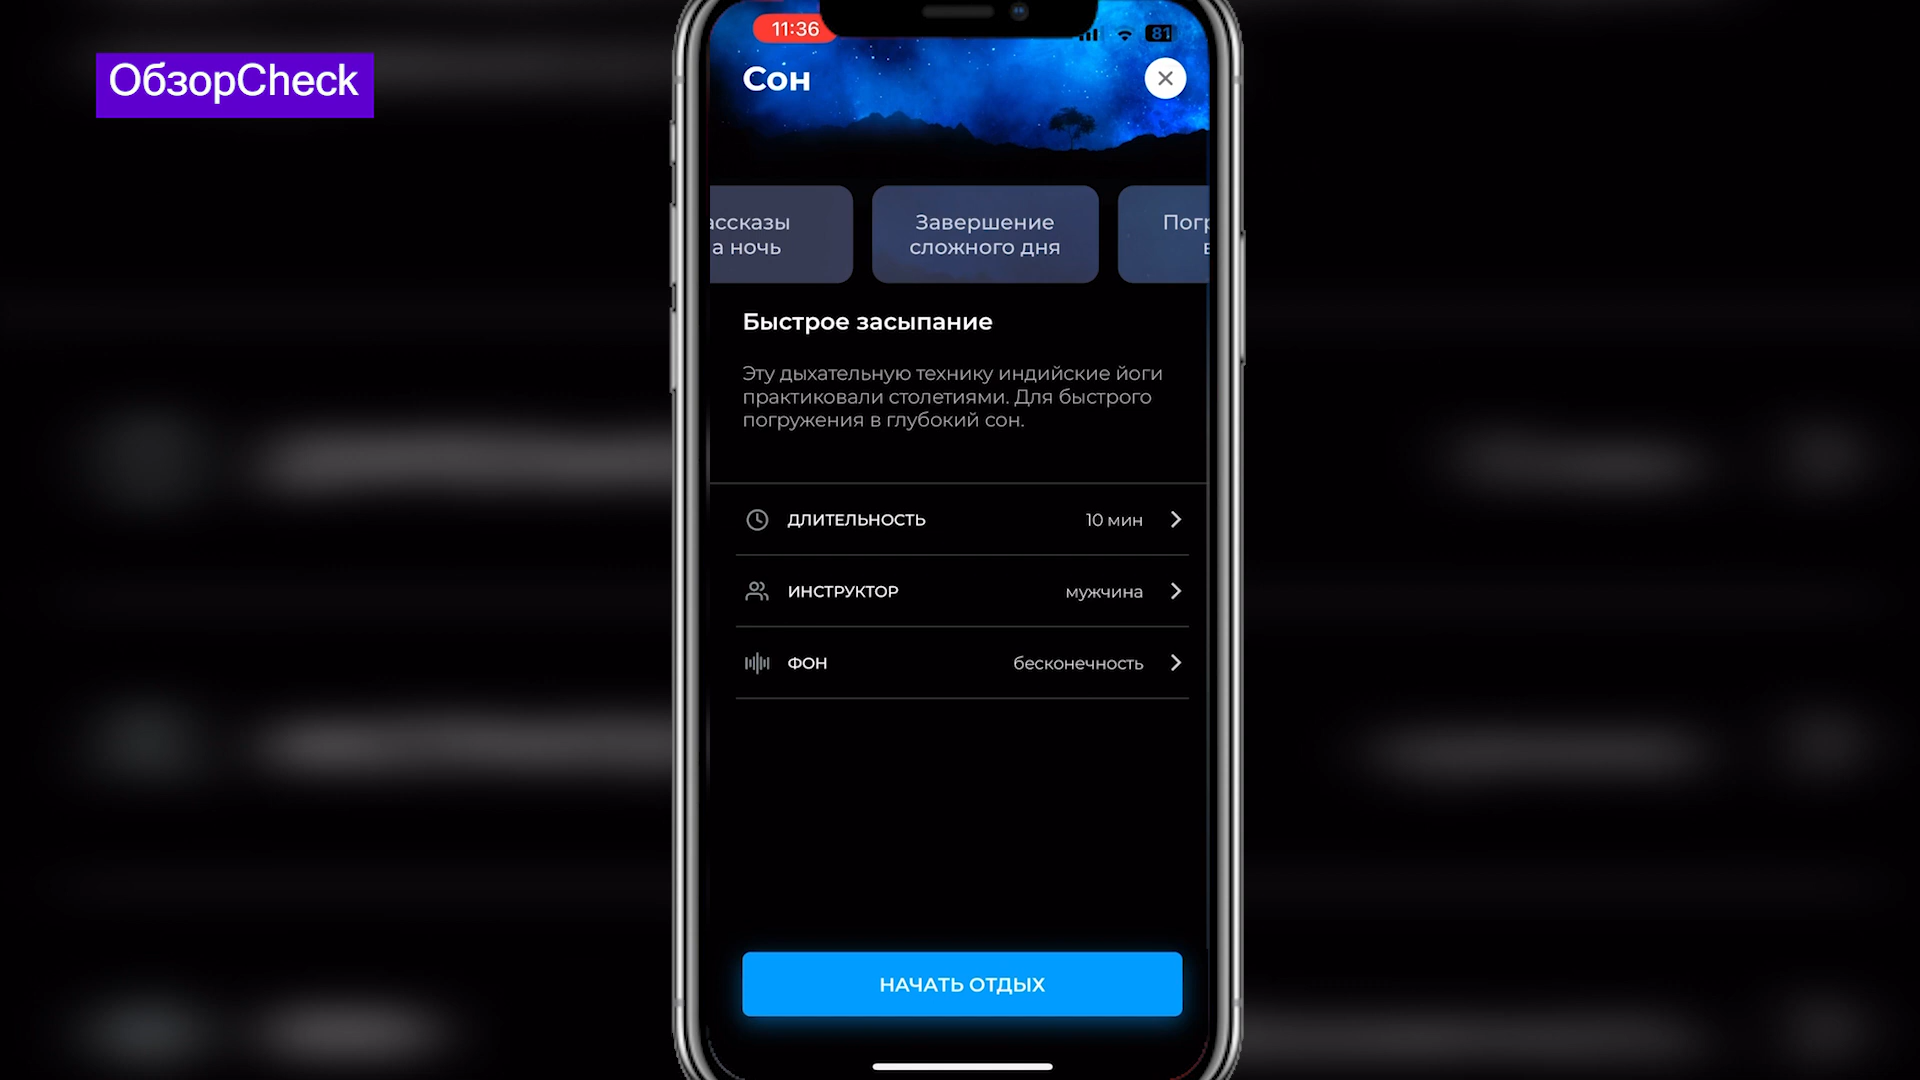 ОбзорCheck
11:36
81
Сон
Завершение
сложного дня
а ночь
Быстрое засыпание
Эту дыхательную технику индийские йоги
практиковали столетиями. Для быстрого
погружения в глубокий сон.
ДЛИТЕЛЬНОСТЬ 10 мин
ИНСТРУКТОР мужчина
ФОН бесконечность
НАЧАТЬ ОТДЫХ